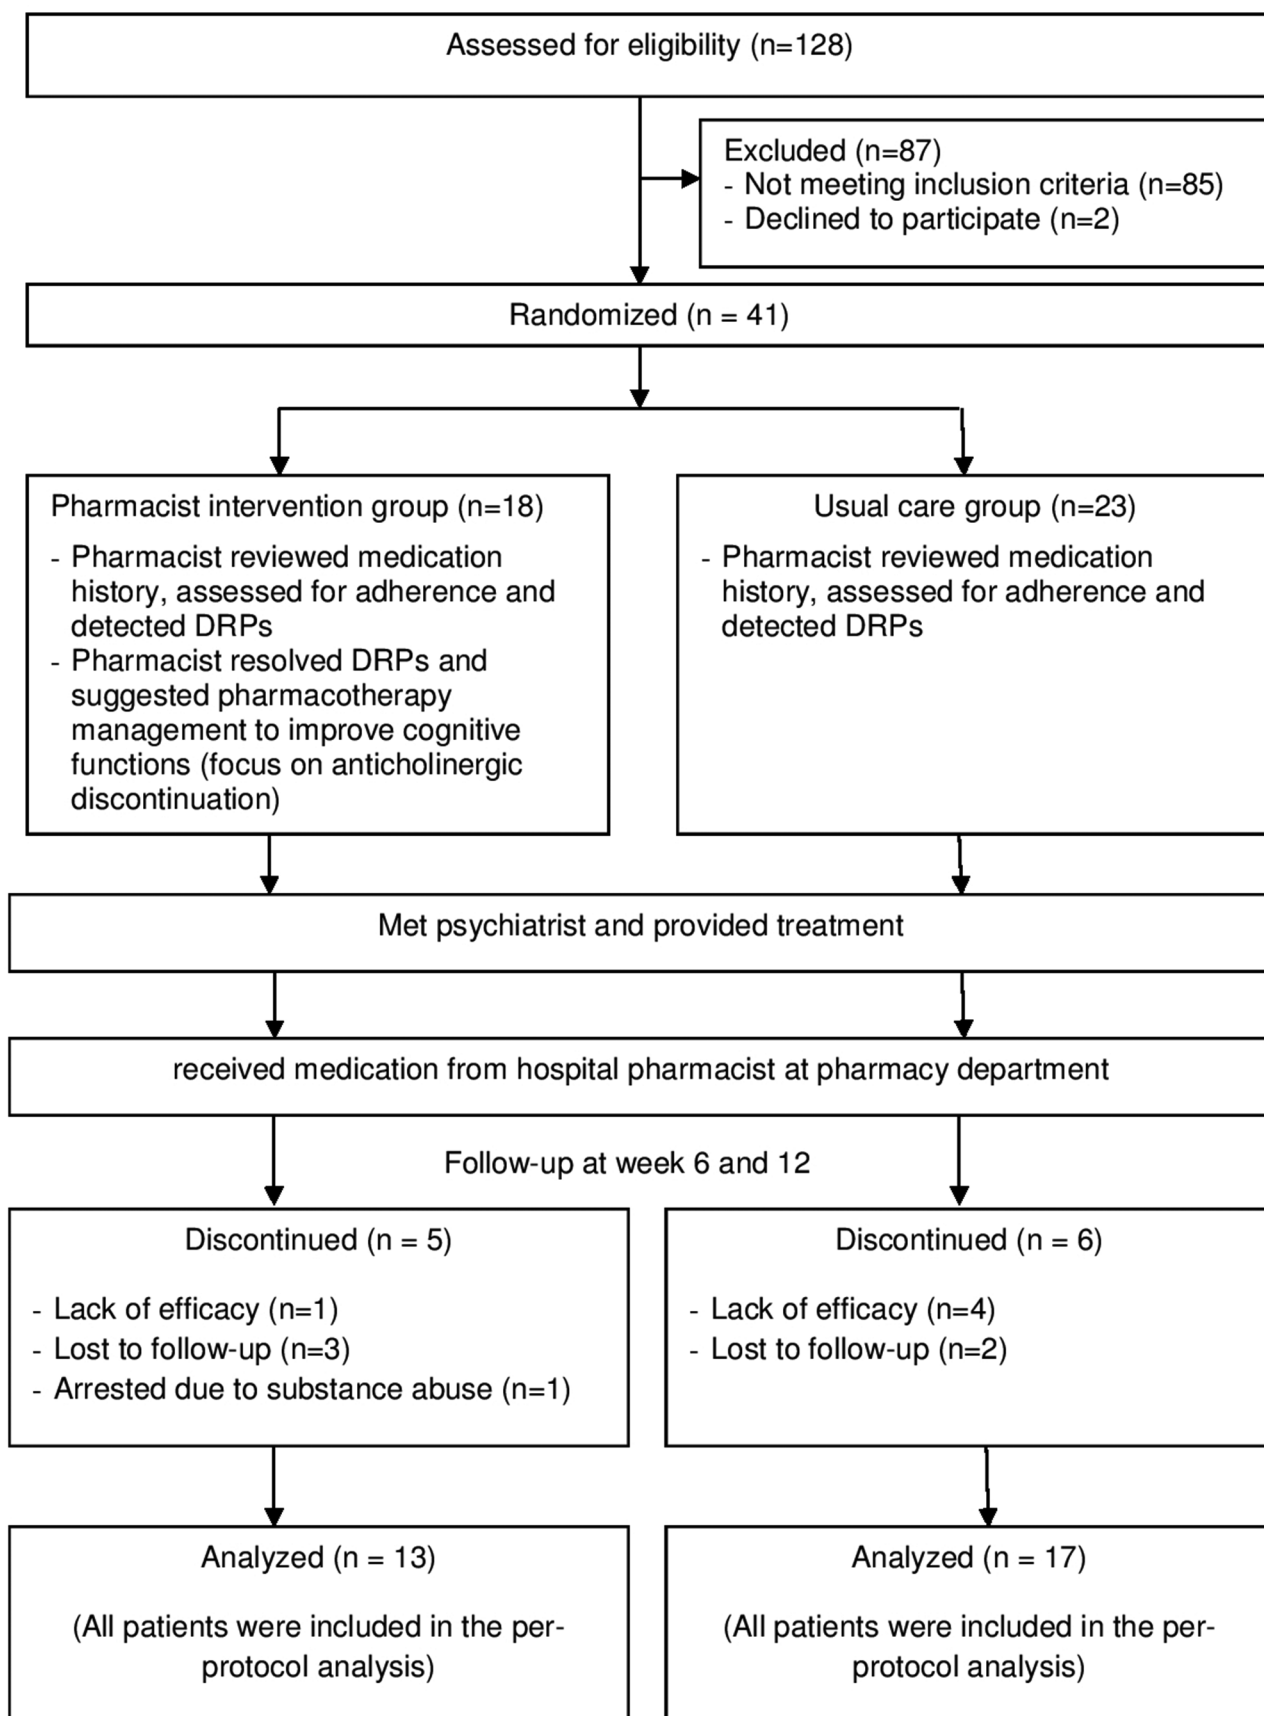 Assessed for eligibility (n=128)
Excluded (n=87)
- Not meeting inclusion criteria (n=85)
- Declined to participate (n=2)
Randomized (n = 41)
Pharmacist intervention group (n=18)
- Pharmacist reviewed medication
history, assessed for adherence and
detected DRPs
- Pharmacist resolved DRPs and
suggested pharmacotherapy
management to improve cognitive
functions (focus on anticholinergic
discontinuation)
Usual care group (n=23)
- Pharmacist reviewed medication
history, assessed for adherence and
detected DRPs
Met psychiatrist and provided treatment
received medication from hospital pharmacist at pharmacy department
Follow-up at week 6 and 12
Discontinued (n = 5)
- Lack of efficacy (n=1)
- Lost to follow-up (n=3)
- Arrested due to substance abuse (n=1)
Discontinued (n = 6)
- Lack of efficacy (n=4)
- Lost to follow-up (n=2)
Analyzed (n = 13)
(All patients were included in the per-
protocol analysis)
Analyzed (n = 17)
(All patients were included in the per-
protocol analysis)